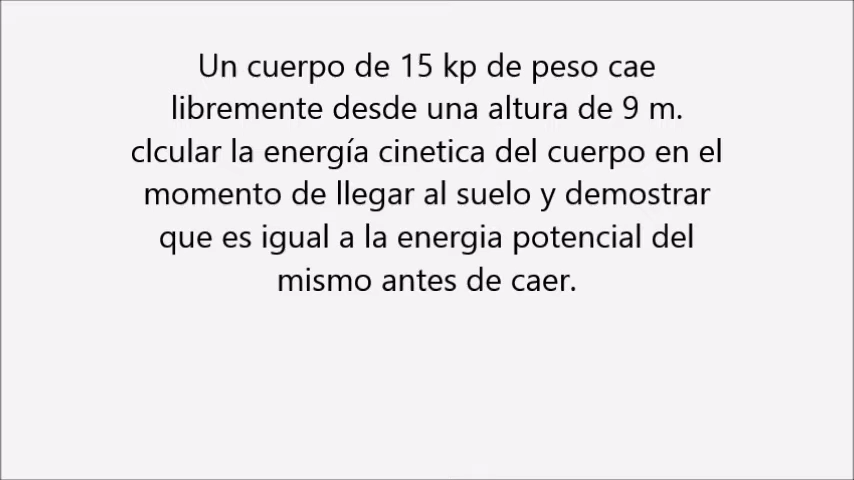 Un cuerpo de 15 kp de peso cae
libremente desde una altura de 9 m.
clcular la energía cinetica del cuerpo en el
momento de llegar al suelo y demostrar
que es igual a la energia potencial del
mismo antes de caer.